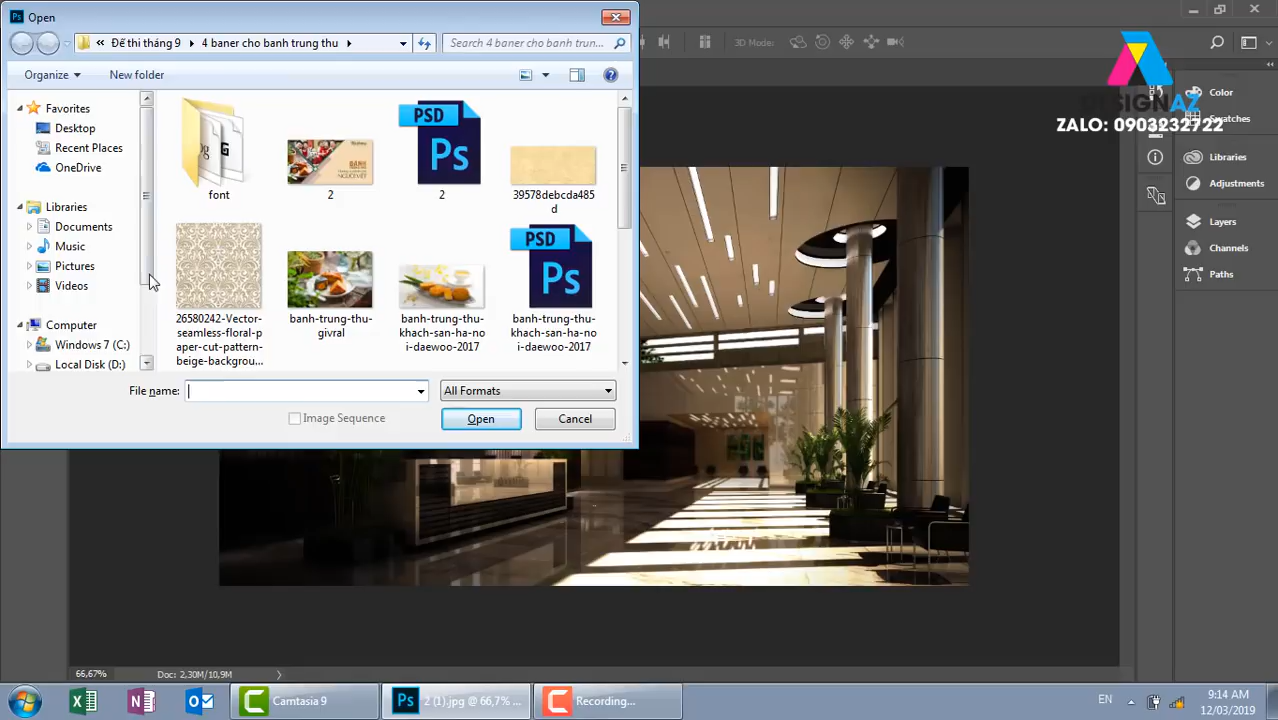 Ps Open
Đề thi tháng 9 4 baner cho banh trung thu
Search 4 baner cho banh trun...
Organize New folder
3D Mode:
Favorites
Desktop
Recent Places
OneDrive
Libraries
Documents
Music
Pictures
Videos
Computer
Windows 7 (C:)
Local Disk (D:)
font
2
PSD
Ps
2
39578debcda485
d
26580242-Vector-
seamless-floral-p
aper-cut-pattern-
beige-backgrou...
banh-trung-thu-
givral
banh-trung-thu-
khach-san-ha-no
i-daewoo-2017
PSD
Ps
banh-trung-thu-
khach-san-ha-no
i-daewoo-2017
File name:
All Formats
Image Sequence
Open
Cancel
DESIGNAZ
ZALO: 0903232722
Color
Swatches
Libraries
Adjustments
Layers
Channels
Paths
66,67%
Doc: 2,30M/10,9M
Camtasia 9
Ps 2 (1).jpg @ 66,7% ...
Recording...
EN
9:14 AM
12/03/2019